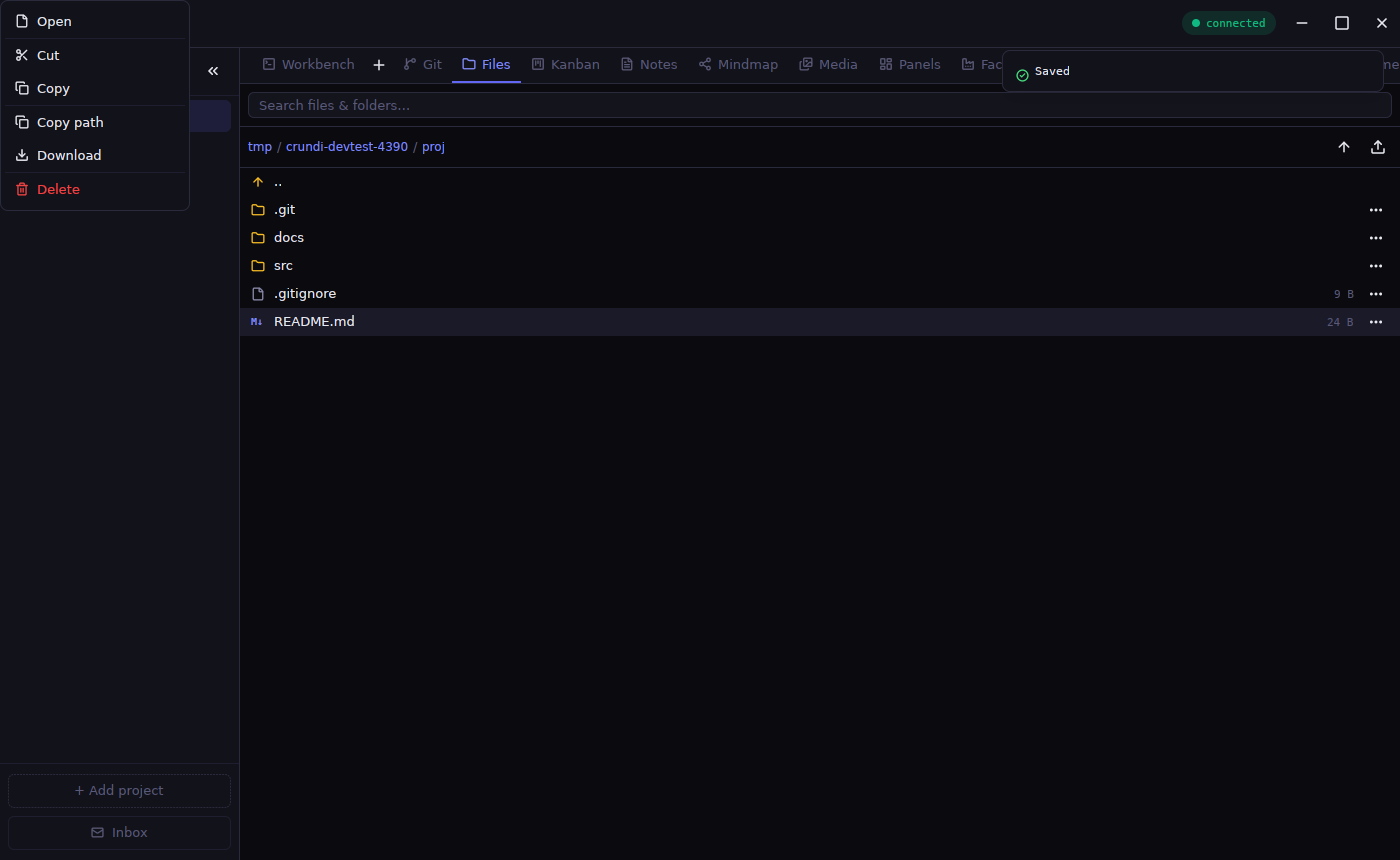 Open
Cut
Copy
Copy path
Download
Delete
connected
Workbench
Git
Files
Kanban
Notes
Mindmap
Media
Panels
Saved
Search files & folders...
tmp / crundi-devtest-4390 / proj
..
.git
docs
src
.gitignore 9 B
M↓ README.md 24 B
+ Add project
Inbox